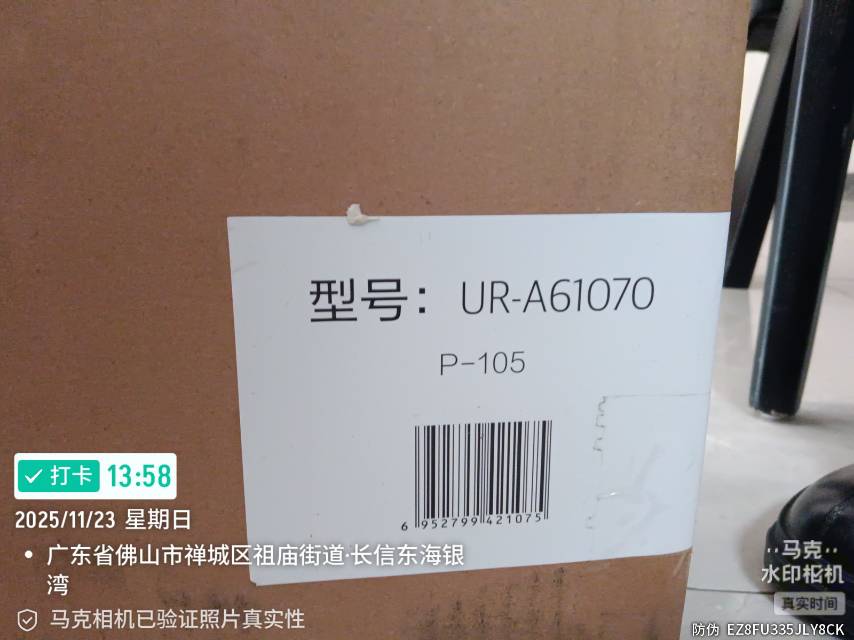 型号： UR-A61070
P-105
6 952799 421075
打卡 13:58
2025/11/23 星期日
广东省佛山市禅城区祖庙街道·长信东海银
湾
马克相机已验证照片真实性
马克
水印相机
真实时间
防伪 EZ8FU335JLY8CK